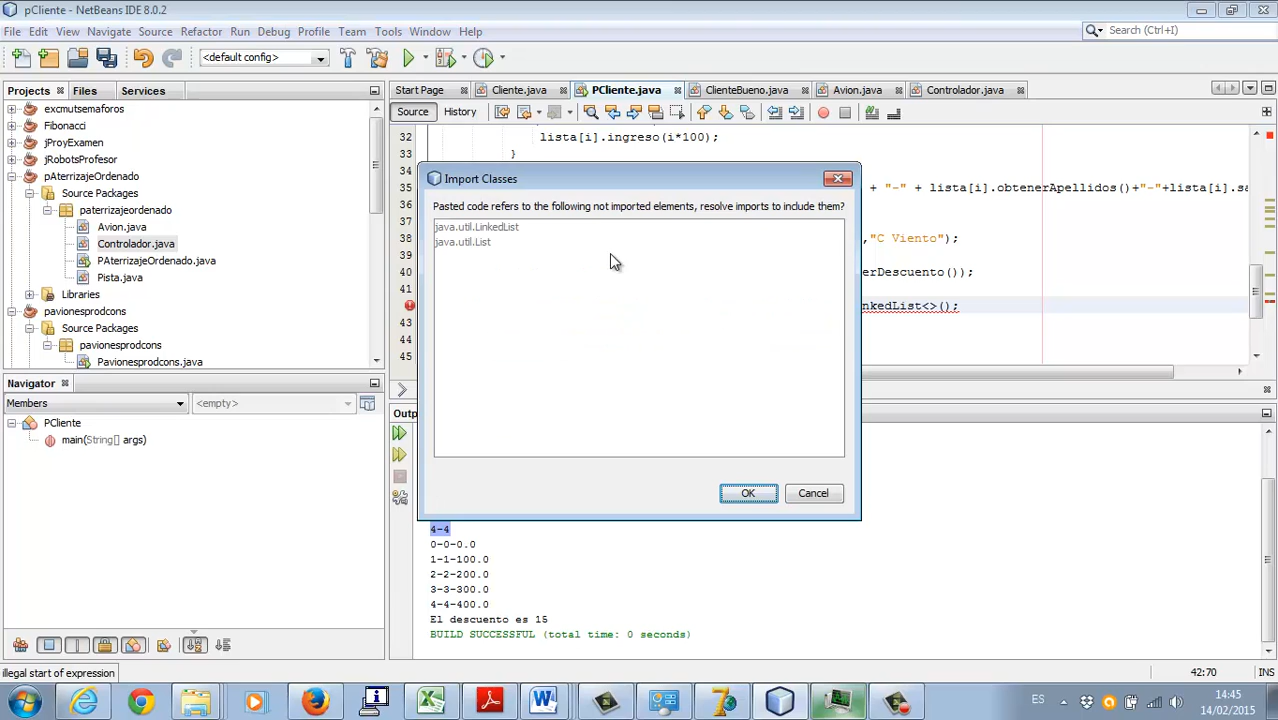 pCliente - NetBeans IDE 8.0.2
File Edit View Navigate Source Refactor Run Debug Profile Team Tools Window Help
Search (Ctrl+I)
<default config>
Projects Files Services
Start Page Cliente.java PCliente.java ClienteBueno.java Avion.java Controlador.java
Source History
excmutsemaforos
Fibonacci
jProyExamen
jRobotsProfesor
pAterrizajeOrdenado
Source Packages
paterrizajeordenado
Avion.java
Controlador.java
PAterrizajeOrdenado.java
Pista.java
Libraries
pavionesprodcons
Source Packages
pavionesprodcons
Pavionesprodcons.java
32 lista[i].ingreso(i*100);
33 }
34
35 + "-" + lista[i].obtenerApellidos()+"-"+lista[i].sa
36
37
38 ,"C Viento");
39
40 erDescuento());
41
nkedList<>();
43
44
45
Import Classes
Pasted code refers to the following not imported elements, resolve imports to include them?
java.util.LinkedList
java.util.List
OK Cancel
Navigator
Members <empty>
PCliente
main(String[] args)
Outp
4-4
0-0-0.0
1-1-100.0
2-2-200.0
3-3-300.0
4-4-400.0
El descuento es 15
BUILD SUCCESSFUL (total time: 0 seconds)
illegal start of expression
42:70 INS
ES
14:45
14/02/2015